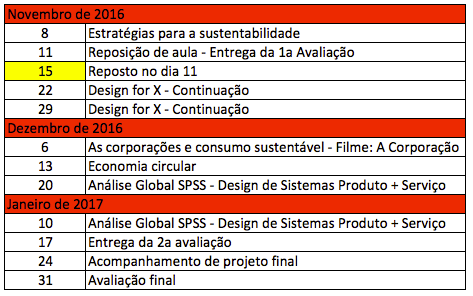 Novembro de 2016
8 Estratégias para a sustentabilidade
11 Reposição de aula - Entrega da 1a Avaliação
15 Reposto no dia 11
22 Design for X - Continuação
29 Design for X - Continuação
Dezembro de 2016
6 As corporações e consumo sustentável - Filme: A Corporação
13 Economia circular
20 Análise Global SPSS - Design de Sistemas Produto + Serviço
Janeiro de 2017
10 Análise Global SPSS - Design de Sistemas Produto + Serviço
17 Entrega da 2a avaliação
24 Acompanhamento de projeto final
31 Avaliação final